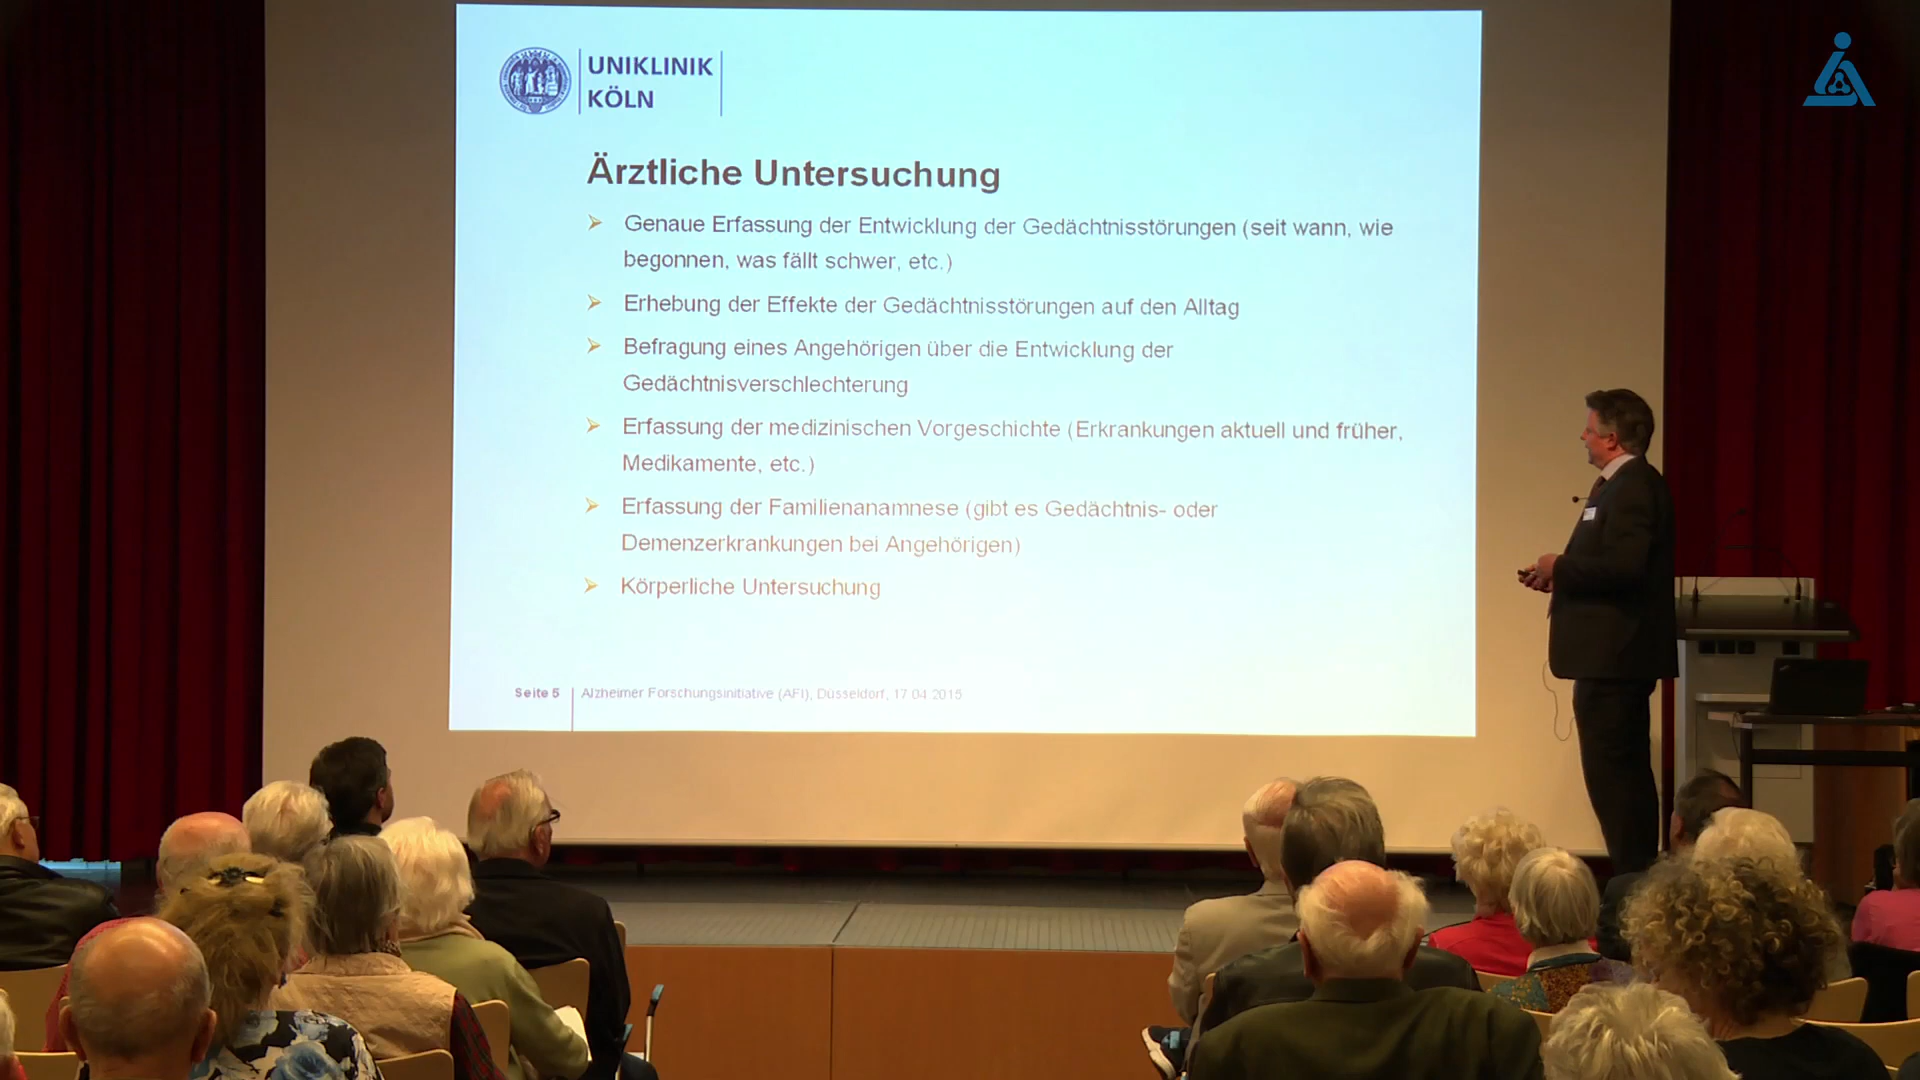 UNIKLINIK
KÖLN
Ärztliche Untersuchung
Genaue Erfassung der Entwicklung der Gedächtnisstörungen (seit wann, wie
begonnen, was fällt schwer, etc.)
Erhebung der Effekte der Gedächtnisstörungen auf den Alltag
Befragung eines Angehörigen über die Entwicklung der
Gedächtnisverschlechterung
Erfassung der medizinischen Vorgeschichte (Erkrankungen aktuell und früher,
Medikamente, etc.)
Erfassung der Familienanamnese (gibt es Gedächtnis- oder
Demenzerkrankungen bei Angehörigen)
Körperliche Untersuchung
Seite 5 Alzheimer Forschungsinitiative (AFI), Düsseldorf, 17.04.2015